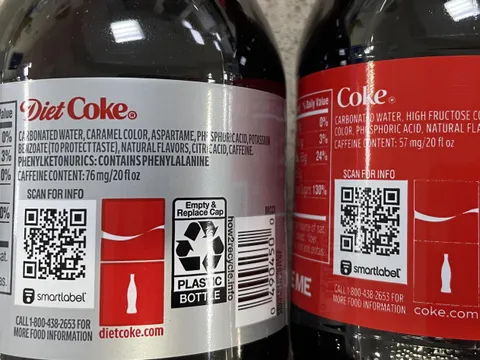 Diet Coke®
CARBONATED WATER, CARAMEL COLOR, ASPARTAME, PHOSPHORIC ACID, POTASSIUM
BENZOATE (TO PROTECT TASTE), NATURAL FLAVORS, CITRIC ACID, CAFFEINE.
PHENYLKETONURICS: CONTAINS PHENYLALANINE
CAFFEINE CONTENT: 76 mg/20 fl oz
SCAN FOR INFO
smartlabel™
CALL 1-800-438-2653 FOR
MORE FOOD INFORMATION
dietcoke.com
Empty &
Replace Cap
PLASTIC
BOTTLE
how2recycle.info
Value
0%
3%
0%
% Daily Value
0%
3%
24%
130%
Coke®
CARBONATED WATER, HIGH FRUCTOSE
COLOR, PHOSPHORIC ACID, NATURAL
CAFFEINE CONTENT: 57 mg/20 fl oz
SCAN FOR INFO
smartlabel™
CALL 1-800-438-2653 FOR
MORE FOOD INFORMATION
coke.com
ME